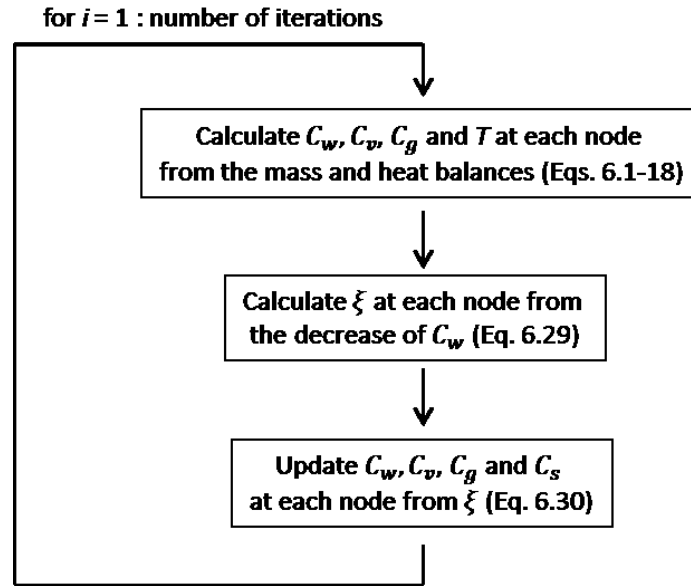 for i = 1 : number of iterations
Calculate C_w, C_v, C_g and T at each node
from the mass and heat balances (Eqs. 6.1-18)
Calculate ξ at each node from
the decrease of C_w (Eq. 6.29)
Update C_w, C_v, C_g and C_s
at each node from ξ (Eq. 6.30)